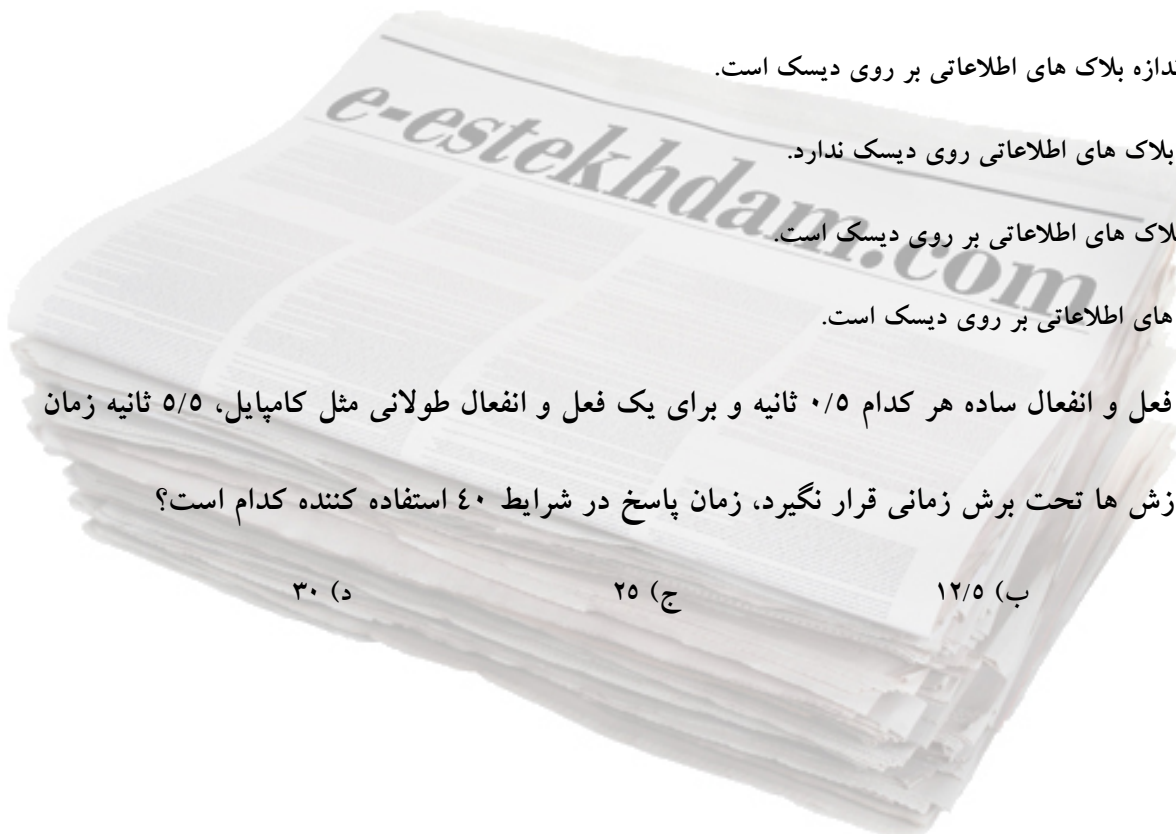 ندازه بلاک های اطلاعاتی بر روی دیسک است.
e-estekhdam.com
بلاک های اطلاعاتی روی دیسک ندارد.
بلاک های اطلاعاتی بر روی دیسک است.
های اطلاعاتی بر روی دیسک است.
فعل و انفعال ساده هر کدام ۰/۵ ثانیه و برای یک فعل و انفعال طولانی مثل کامپایل، ۵/۵ ثانیه زمان
زش ها تحت برش زمانی قرار نگیرد، زمان پاسخ در شرایط ٤٠ استفاده کننده کدام است؟
ب) ۱۲/۵ ج) ۲۵ د) ۳۰